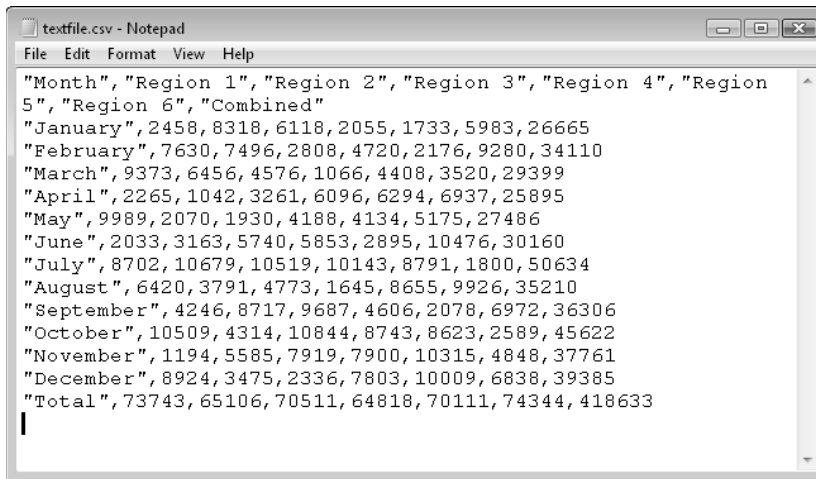 textfile.csv - Notepad
File Edit Format View Help
"Month","Region 1","Region 2","Region 3","Region 4","Region
5","Region 6","Combined"
"January",2458,8318,6118,2055,1733,5983,26665
"February",7630,7496,2808,4720,2176,9280,34110
"March",9373,6456,4576,1066,4408,3520,29399
"April",2265,1042,3261,6096,6294,6937,25895
"May",9989,2070,1930,4188,4134,5175,27486
"June",2033,3163,5740,5853,2895,10476,30160
"July",8702,10679,10519,10143,8791,1800,50634
"August",6420,3791,4773,1645,8655,9926,35210
"September",4246,8717,9687,4606,2078,6972,36306
"October",10509,4314,10844,8743,8623,2589,45622
"November",1194,5585,7919,7900,10315,4848,37761
"December",8924,3475,2336,7803,10009,6838,39385
"Total",73743,65106,70511,64818,70111,74344,418633